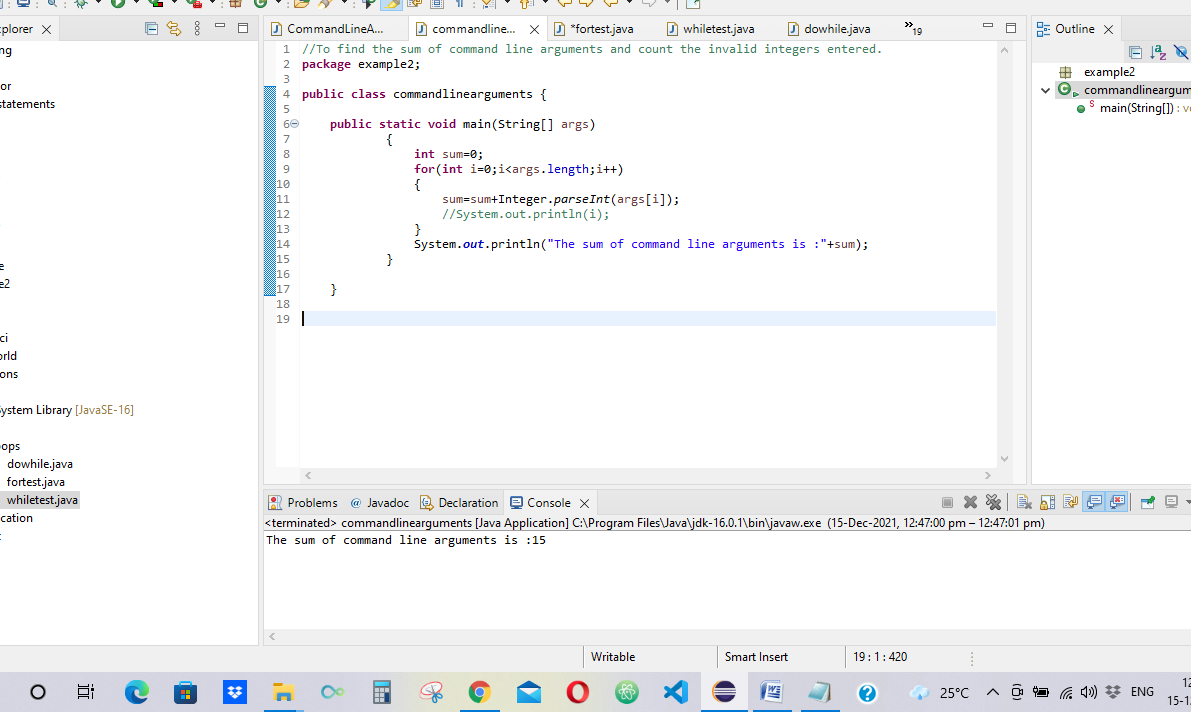 plorer
CommandLineA...
commandline...
*fortest.java
whiletest.java
dowhile.java
»19
Outline
ng
or
statements
e
e2
ci
orld
ons
System Library [JavaSE-16]
oops
dowhile.java
fortest.java
whiletest.java
cation
1 //To find the sum of command line arguments and count the invalid integers entered.
2 package example2;
3
4 public class commandlinearguments {
5
6 public static void main(String[] args)
7 {
8 int sum=0;
9 for(int i=0;i<args.length;i++)
10 {
11 sum=sum+Integer.parseInt(args[i]);
12 //System.out.println(i);
13 }
14 System.out.println("The sum of command line arguments is :"+sum);
15 }
16
17 }
18
19
example2
commandlineargum
main(String[]) : vo
Problems
Javadoc
Declaration
Console
<terminated> commandlinearguments [Java Application] C:\Program Files\Java\jdk-16.0.1\bin\javaw.exe (15-Dec-2021, 12:47:00 pm – 12:47:01 pm)
The sum of command line arguments is :15
Writable
Smart Insert
19 : 1 : 420
25°C
ENG
12
15-1